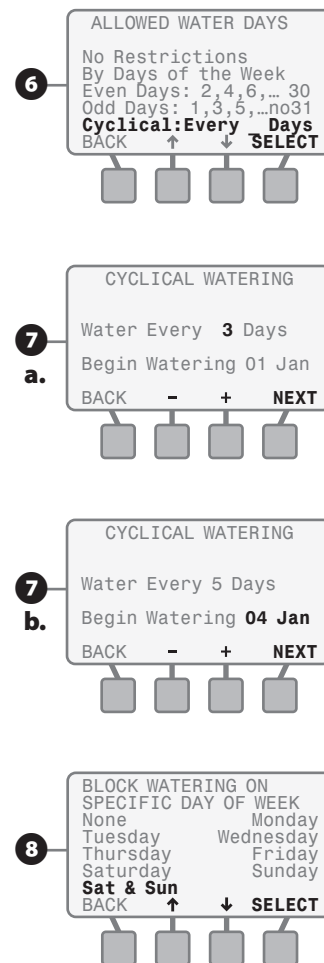 6
ALLOWED WATER DAYS
No Restrictions
By Days of the Week
Even Days: 2,4,6,… 30
Odd Days: 1,3,5,…no31
Cyclical:Every _ Days
BACK ↑ ↓ SELECT
7
a.
CYCLICAL WATERING
Water Every 3 Days
Begin Watering 01 Jan
BACK - + NEXT
7
b.
CYCLICAL WATERING
Water Every 5 Days
Begin Watering 04 Jan
BACK - + NEXT
8
BLOCK WATERING ON
SPECIFIC DAY OF WEEK
None Monday
Tuesday Wednesday
Thursday Friday
Saturday Sunday
Sat & Sun
BACK ↑ ↓ SELECT